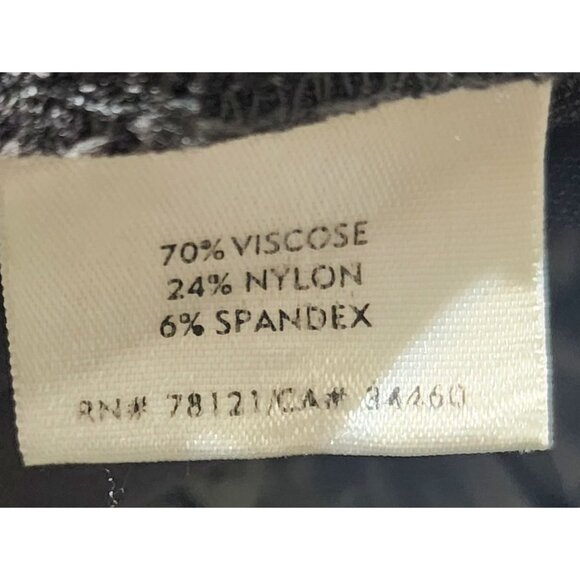 70% VISCOSE
24% NYLON
6% SPANDEX
RN# 78121/CA# 34460